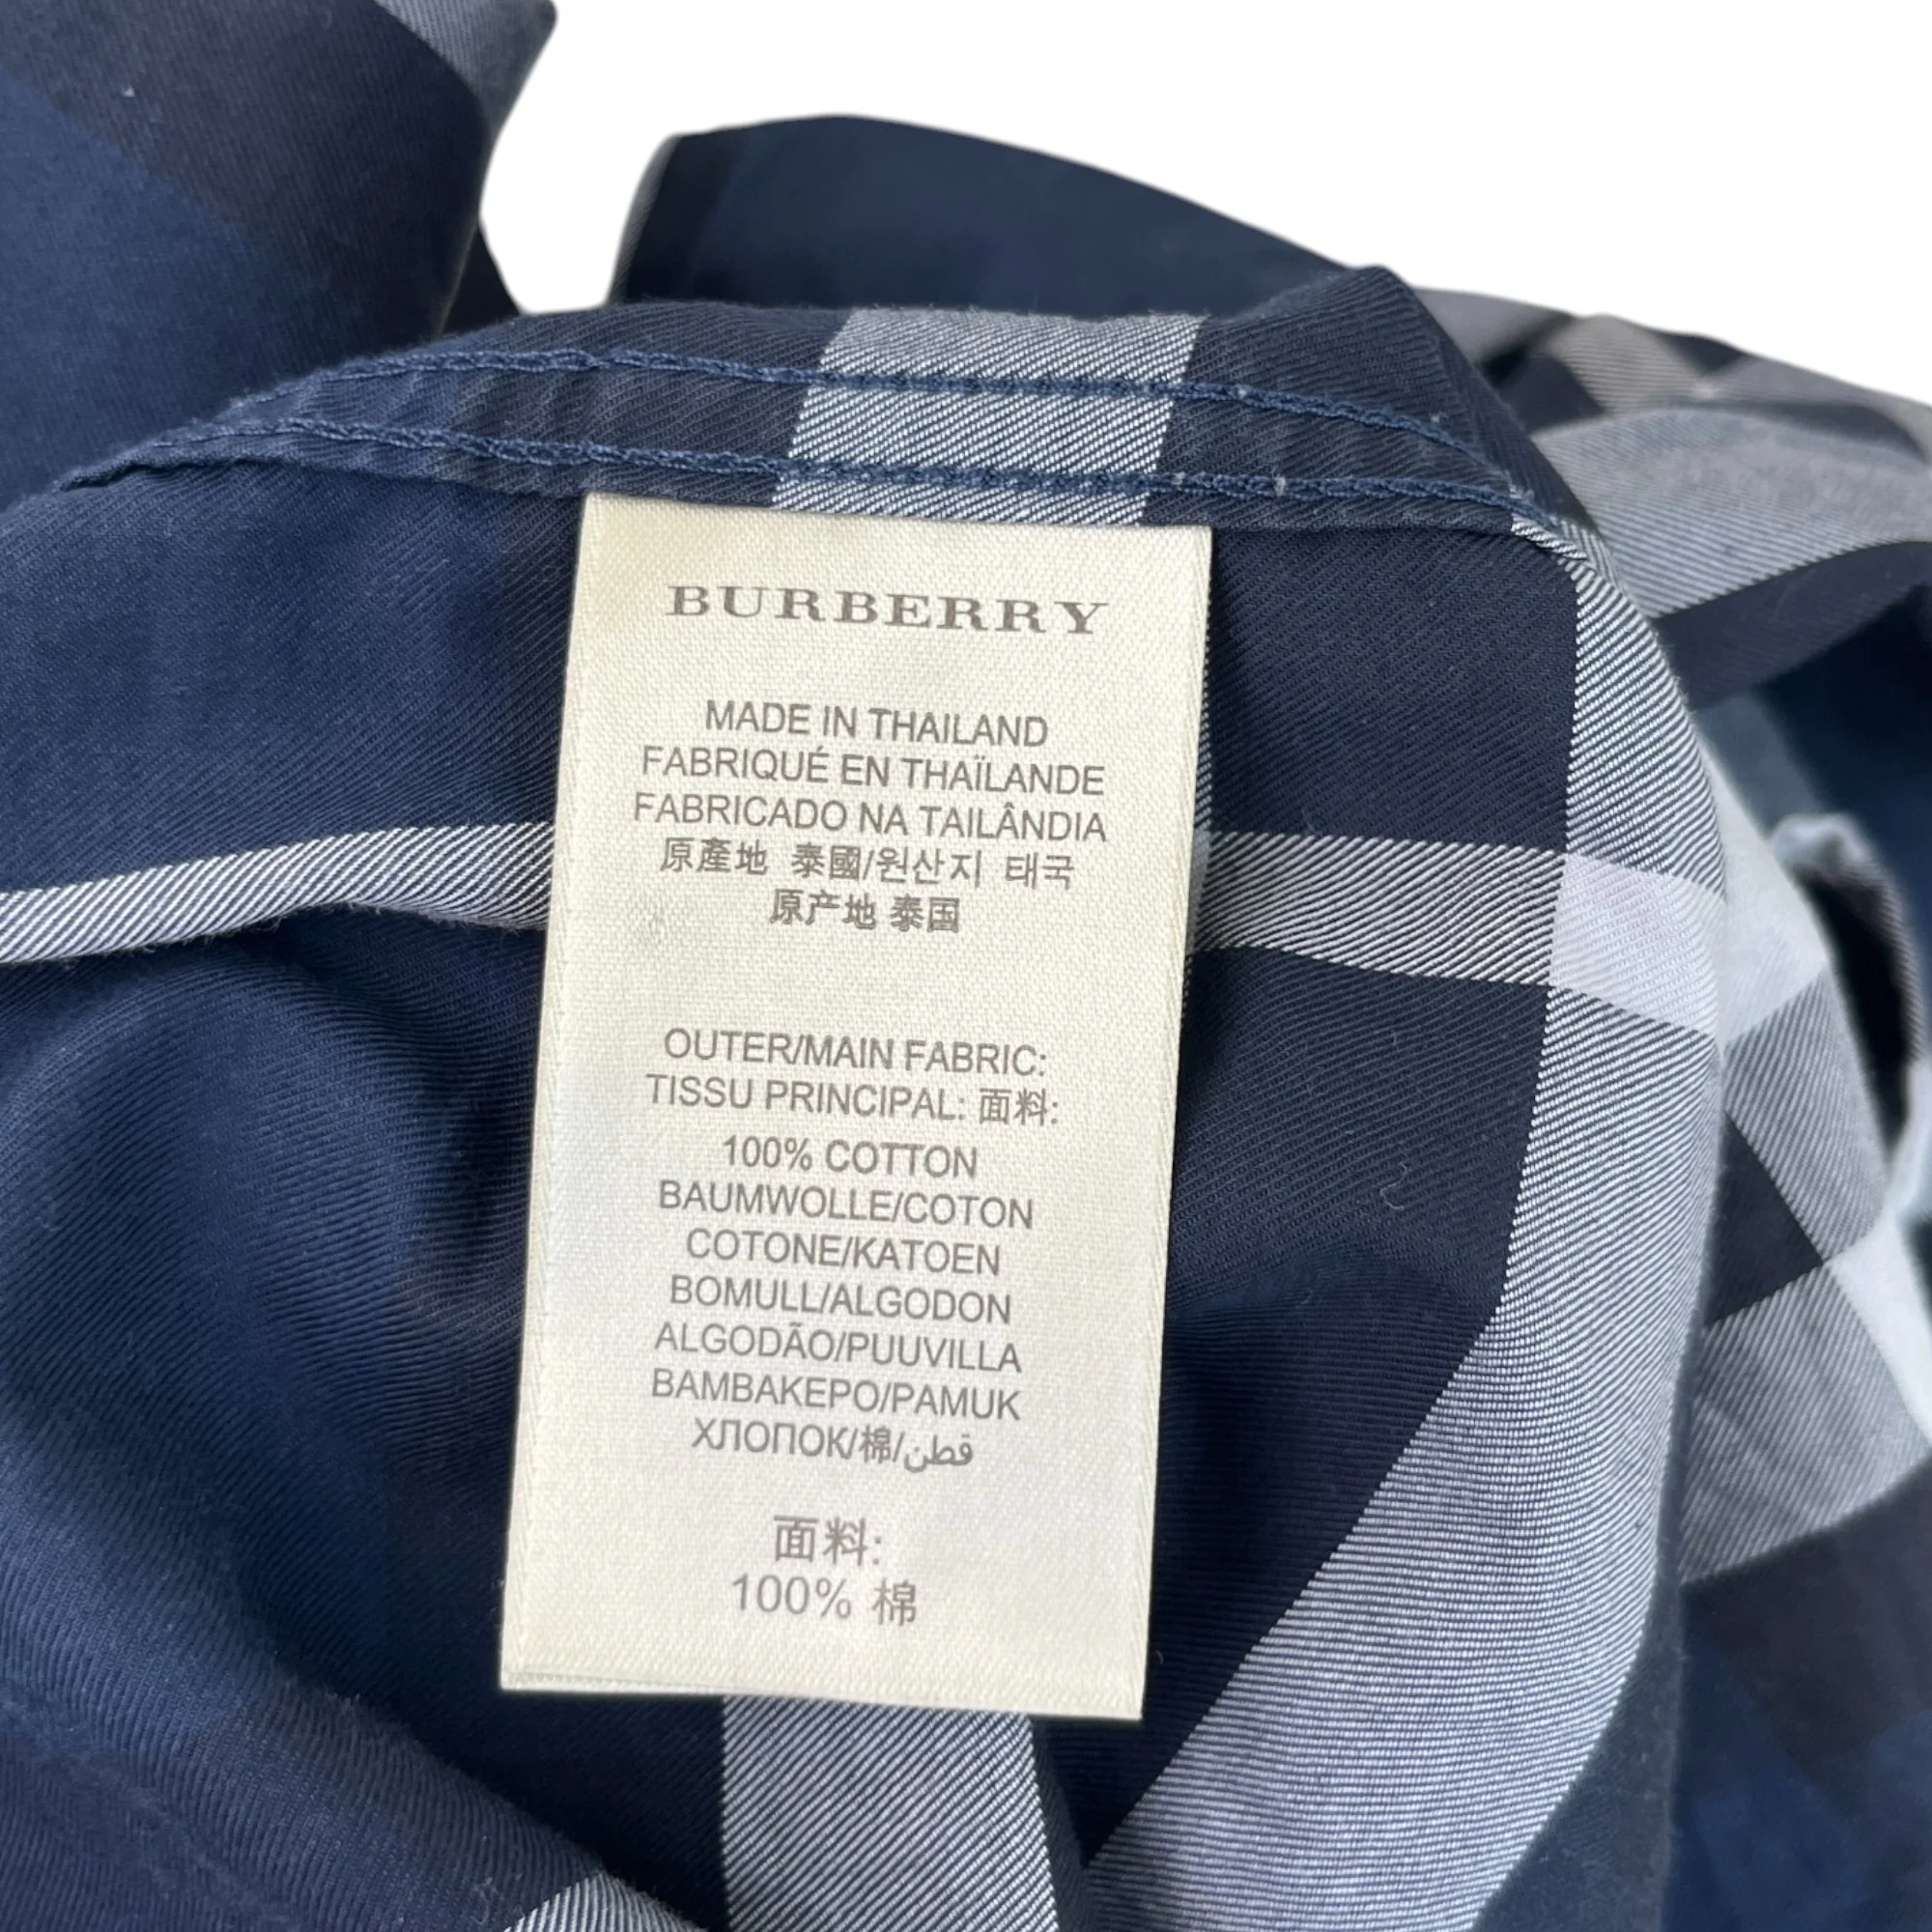 BURBERRY
MADE IN THAILAND
FABRIQUÉ EN THAÏLANDE
FABRICADO NA TAILÂNDIA
原產地 泰國/원산지 태국
原产地 泰国
OUTER/MAIN FABRIC:
TISSU PRINCIPAL: 面料:
100% COTTON
BAUMWOLLE/COTON
COTONE/KATOEN
BOMULL/ALGODON
ALGODÃO/PUUVILLA
BAMBAKEPO/PAMUK
ХЛОПОК/棉/قطن
面料:
100% 棉